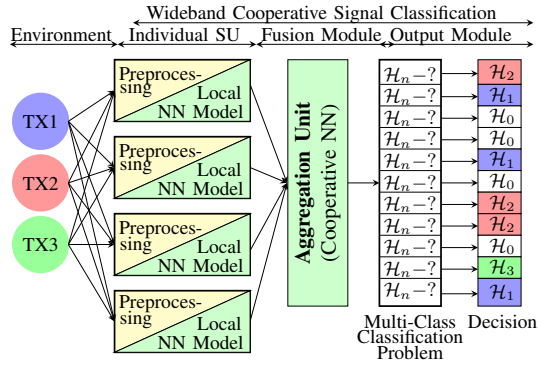 Wideband Cooperative Signal Classification
Environment Individual SU Fusion Module Output Module
TX1
TX2
TX3
Preproces-
sing
Local
NN Model
Preproces-
sing
Local
NN Model
Preproces-
sing
Local
NN Model
Preproces-
sing
Local
NN Model
Aggregation Unit
(Cooperative NN)
ℋₙ−? ℋ₂
ℋₙ−? ℋ₁
ℋₙ−? ℋ₀
ℋₙ−? ℋ₀
ℋₙ−? ℋ₁
ℋₙ−? ℋ₀
ℋₙ−? ℋ₂
ℋₙ−? ℋ₂
ℋₙ−? ℋ₀
ℋₙ−? ℋ₃
ℋₙ−? ℋ₁
Multi-Class
Classification
Problem
Decision